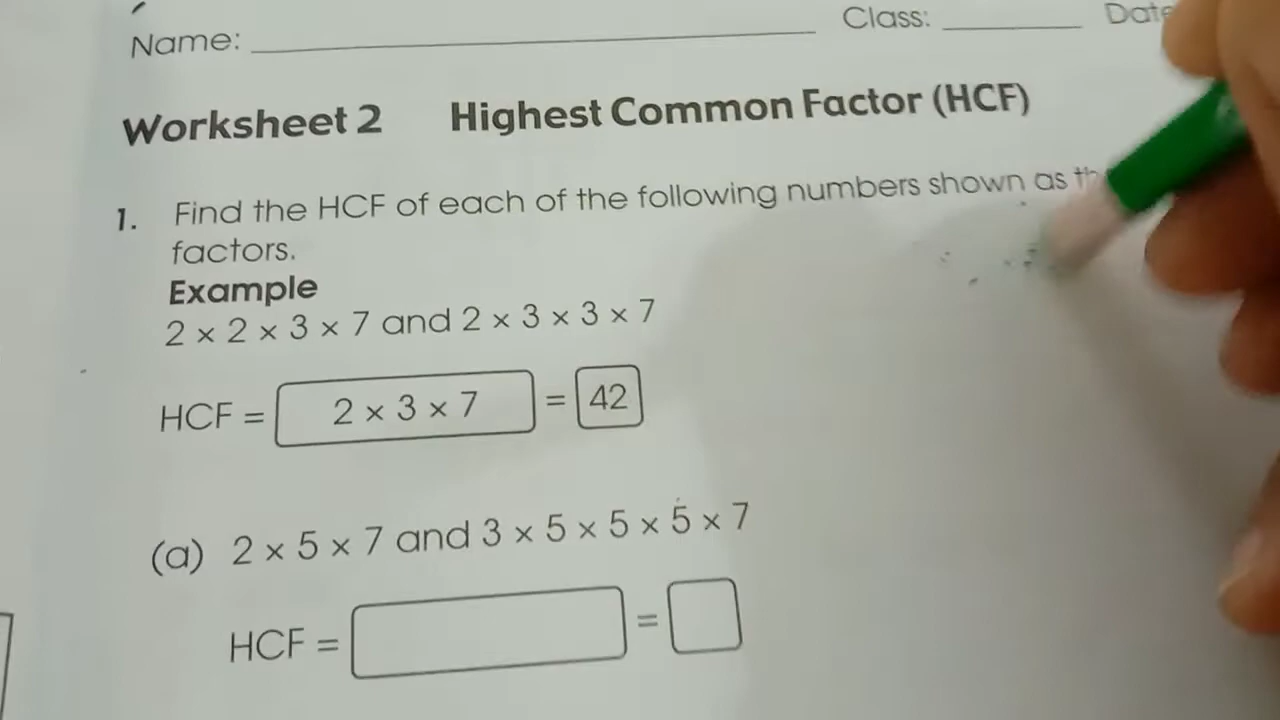 Name: Class: Date
Worksheet 2 Highest Common Factor (HCF)
1. Find the HCF of each of the following numbers shown as
factors.
Example
2 × 2 × 3 × 7 and 2 × 3 × 3 × 7
HCF = 2 × 3 × 7 = 42
(a) 2 × 5 × 7 and 3 × 5 × 5 × 5 × 7
HCF = =